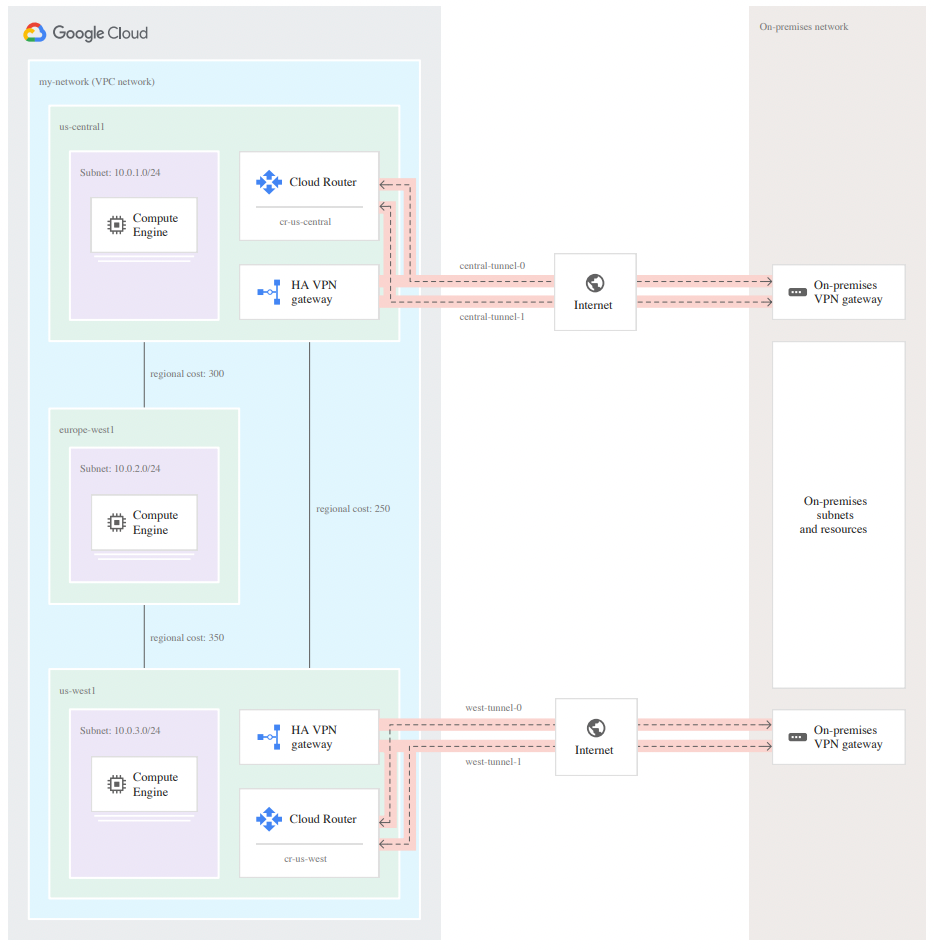 Google Cloud
On-premises network
my-network (VPC network)
us-central1
Subnet: 10.0.1.0/24
Compute
Engine
Cloud Router
cr-us-central
HA VPN
gateway
central-tunnel-0
central-tunnel-1
Internet
On-premises
VPN gateway
regional cost: 300
europe-west1
Subnet: 10.0.2.0/24
Compute
Engine
regional cost: 250
On-premises
subnets
and resources
regional cost: 350
us-west1
Subnet: 10.0.3.0/24
Compute
Engine
HA VPN
gateway
Cloud Router
cr-us-west
west-tunnel-0
west-tunnel-1
Internet
On-premises
VPN gateway